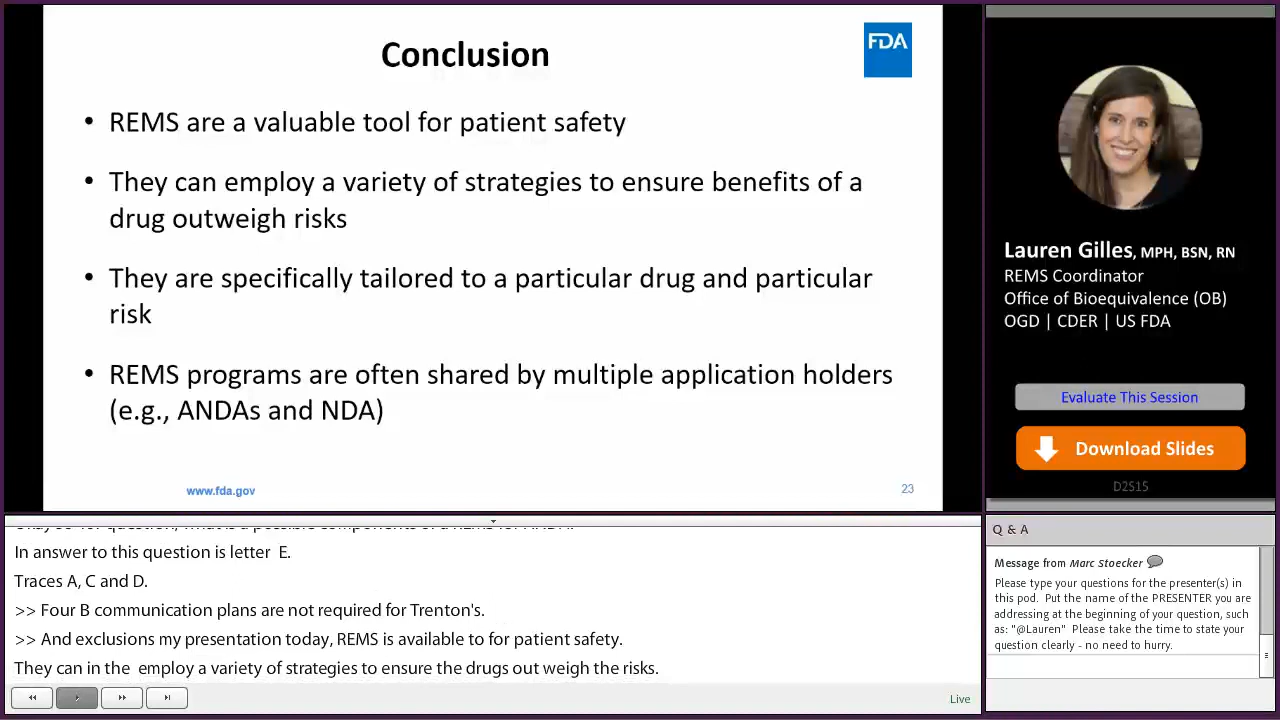 Conclusion
FDA
• REMS are a valuable tool for patient safety
• They can employ a variety of strategies to ensure benefits of a
drug outweigh risks
• They are specifically tailored to a particular drug and particular
risk
• REMS programs are often shared by multiple application holders
(e.g., ANDAs and NDA)
www.fda.gov
23
Lauren Gilles, MPH, BSN, RN
REMS Coordinator
Office of Bioequivalence (OB)
OGD | CDER | US FDA
Evaluate This Session
Download Slides
D2S15
In answer to this question is letter E.
Traces A, C and D.
>> Four B communication plans are not required for Trenton's.
>> And exclusions my presentation today, REMS is available to for patient safety.
They can in the employ a variety of strategies to ensure the drugs out weigh the risks.
Live
Q & A
Message from Marc Stoecker
Please type your questions for the presenter(s) in
this pod. Put the name of the PRESENTER you are
addressing at the beginning of your question, such
as: "@Lauren" Please take the time to state your
question clearly - no need to hurry.